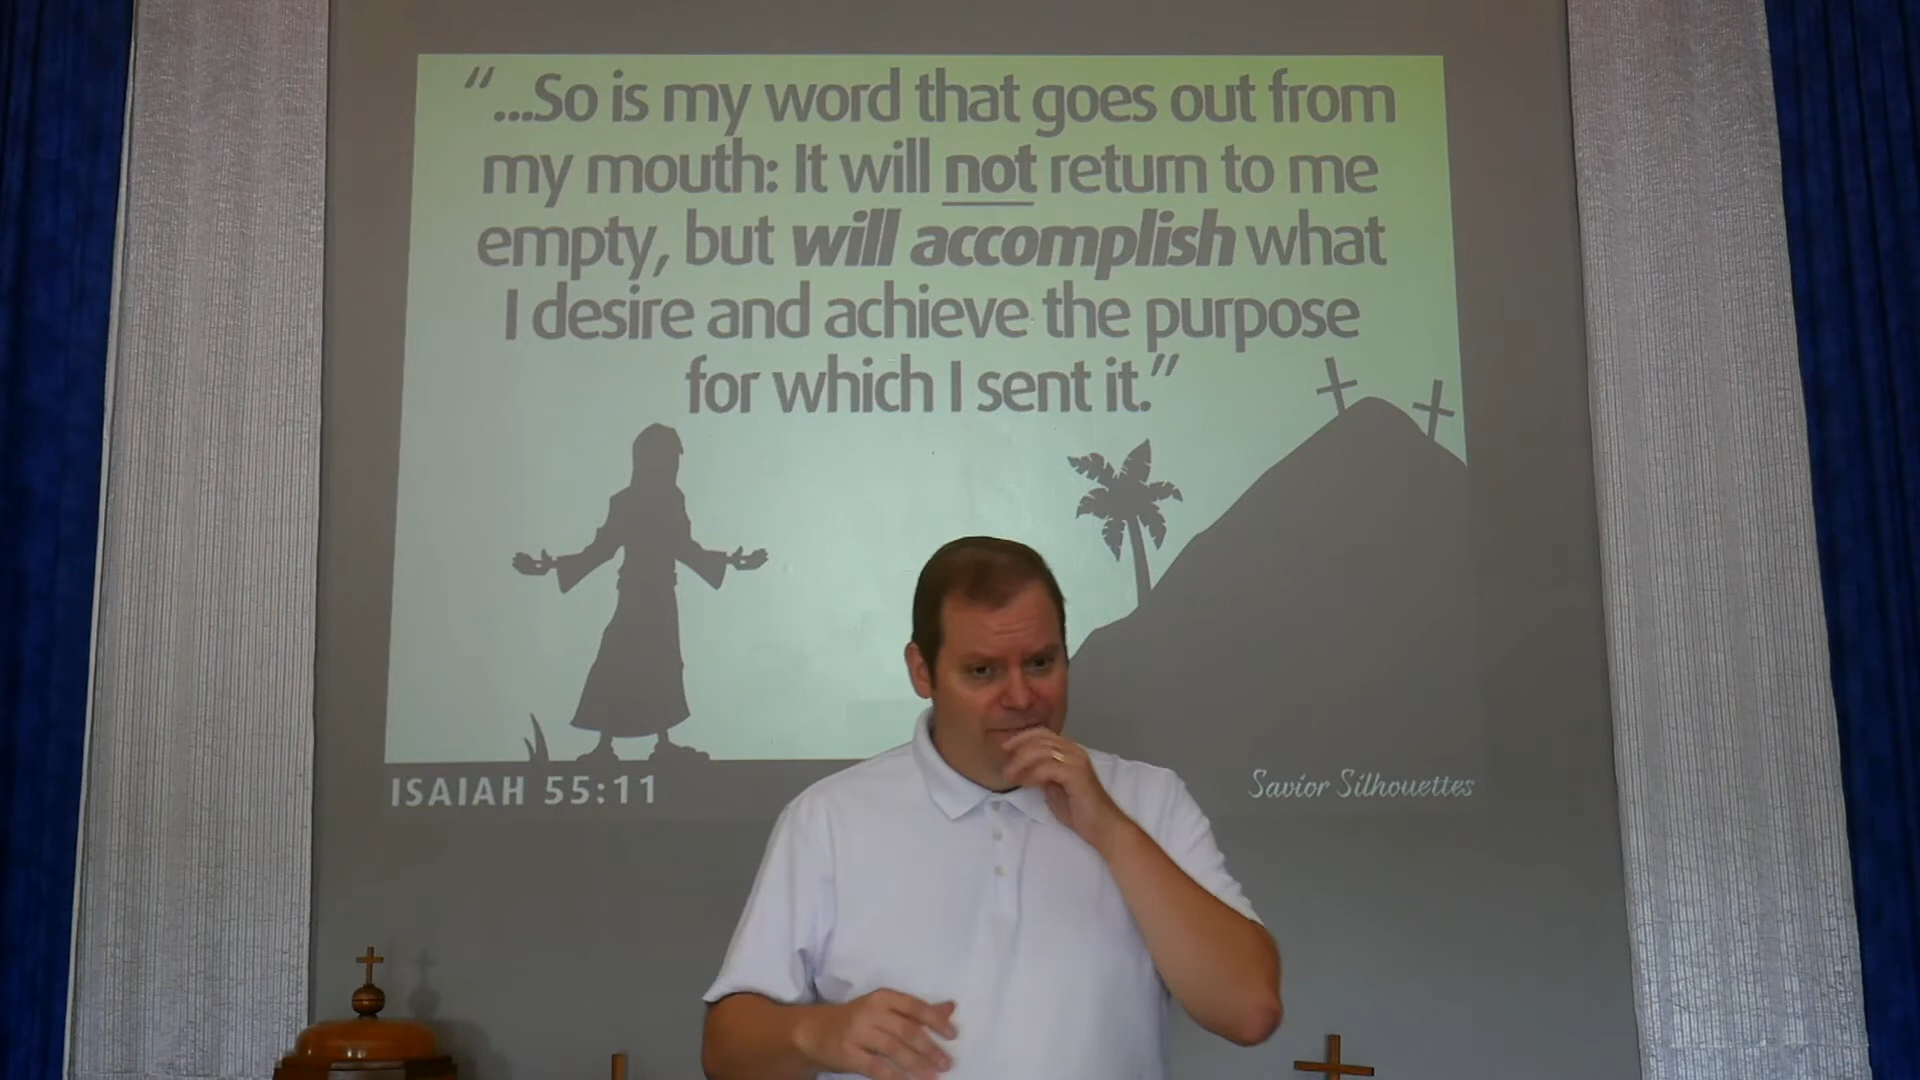 “...So is my word that goes out from
my mouth: It will not return to me
empty, but will accomplish what
I desire and achieve the purpose
for which I sent it.”
ISAIAH 55:11
Savior Silhouettes